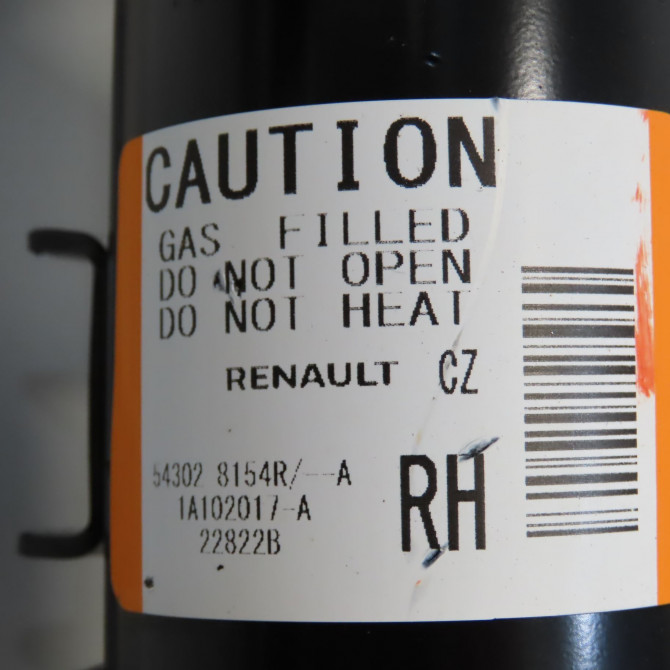 CAUTION
GAS FILLED
DO NOT OPEN
DO NOT HEAT
RENAULT CZ
54302 8154R/--A
1A102017-A
22822B
RH